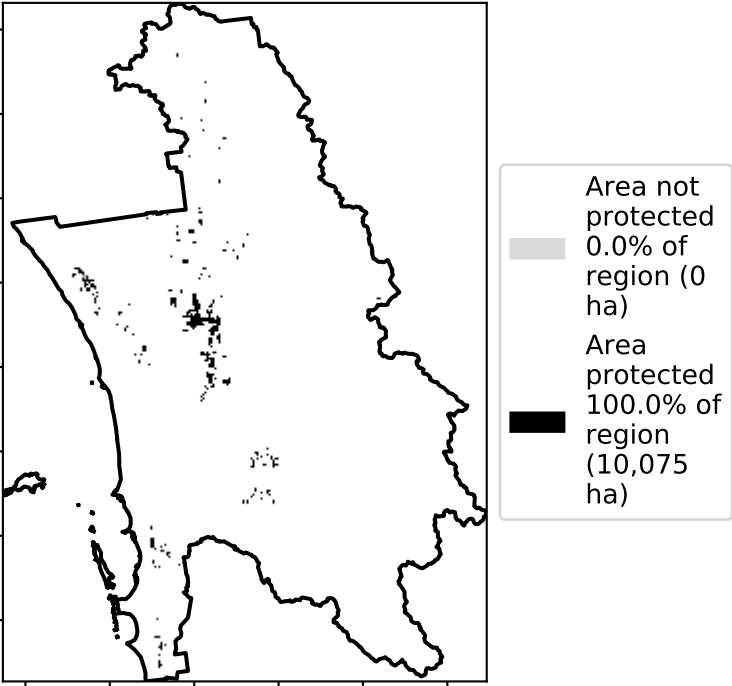 Area not
protected
0.0% of
region (0
ha)
Area
protected
100.0% of
region
(10,075
ha)